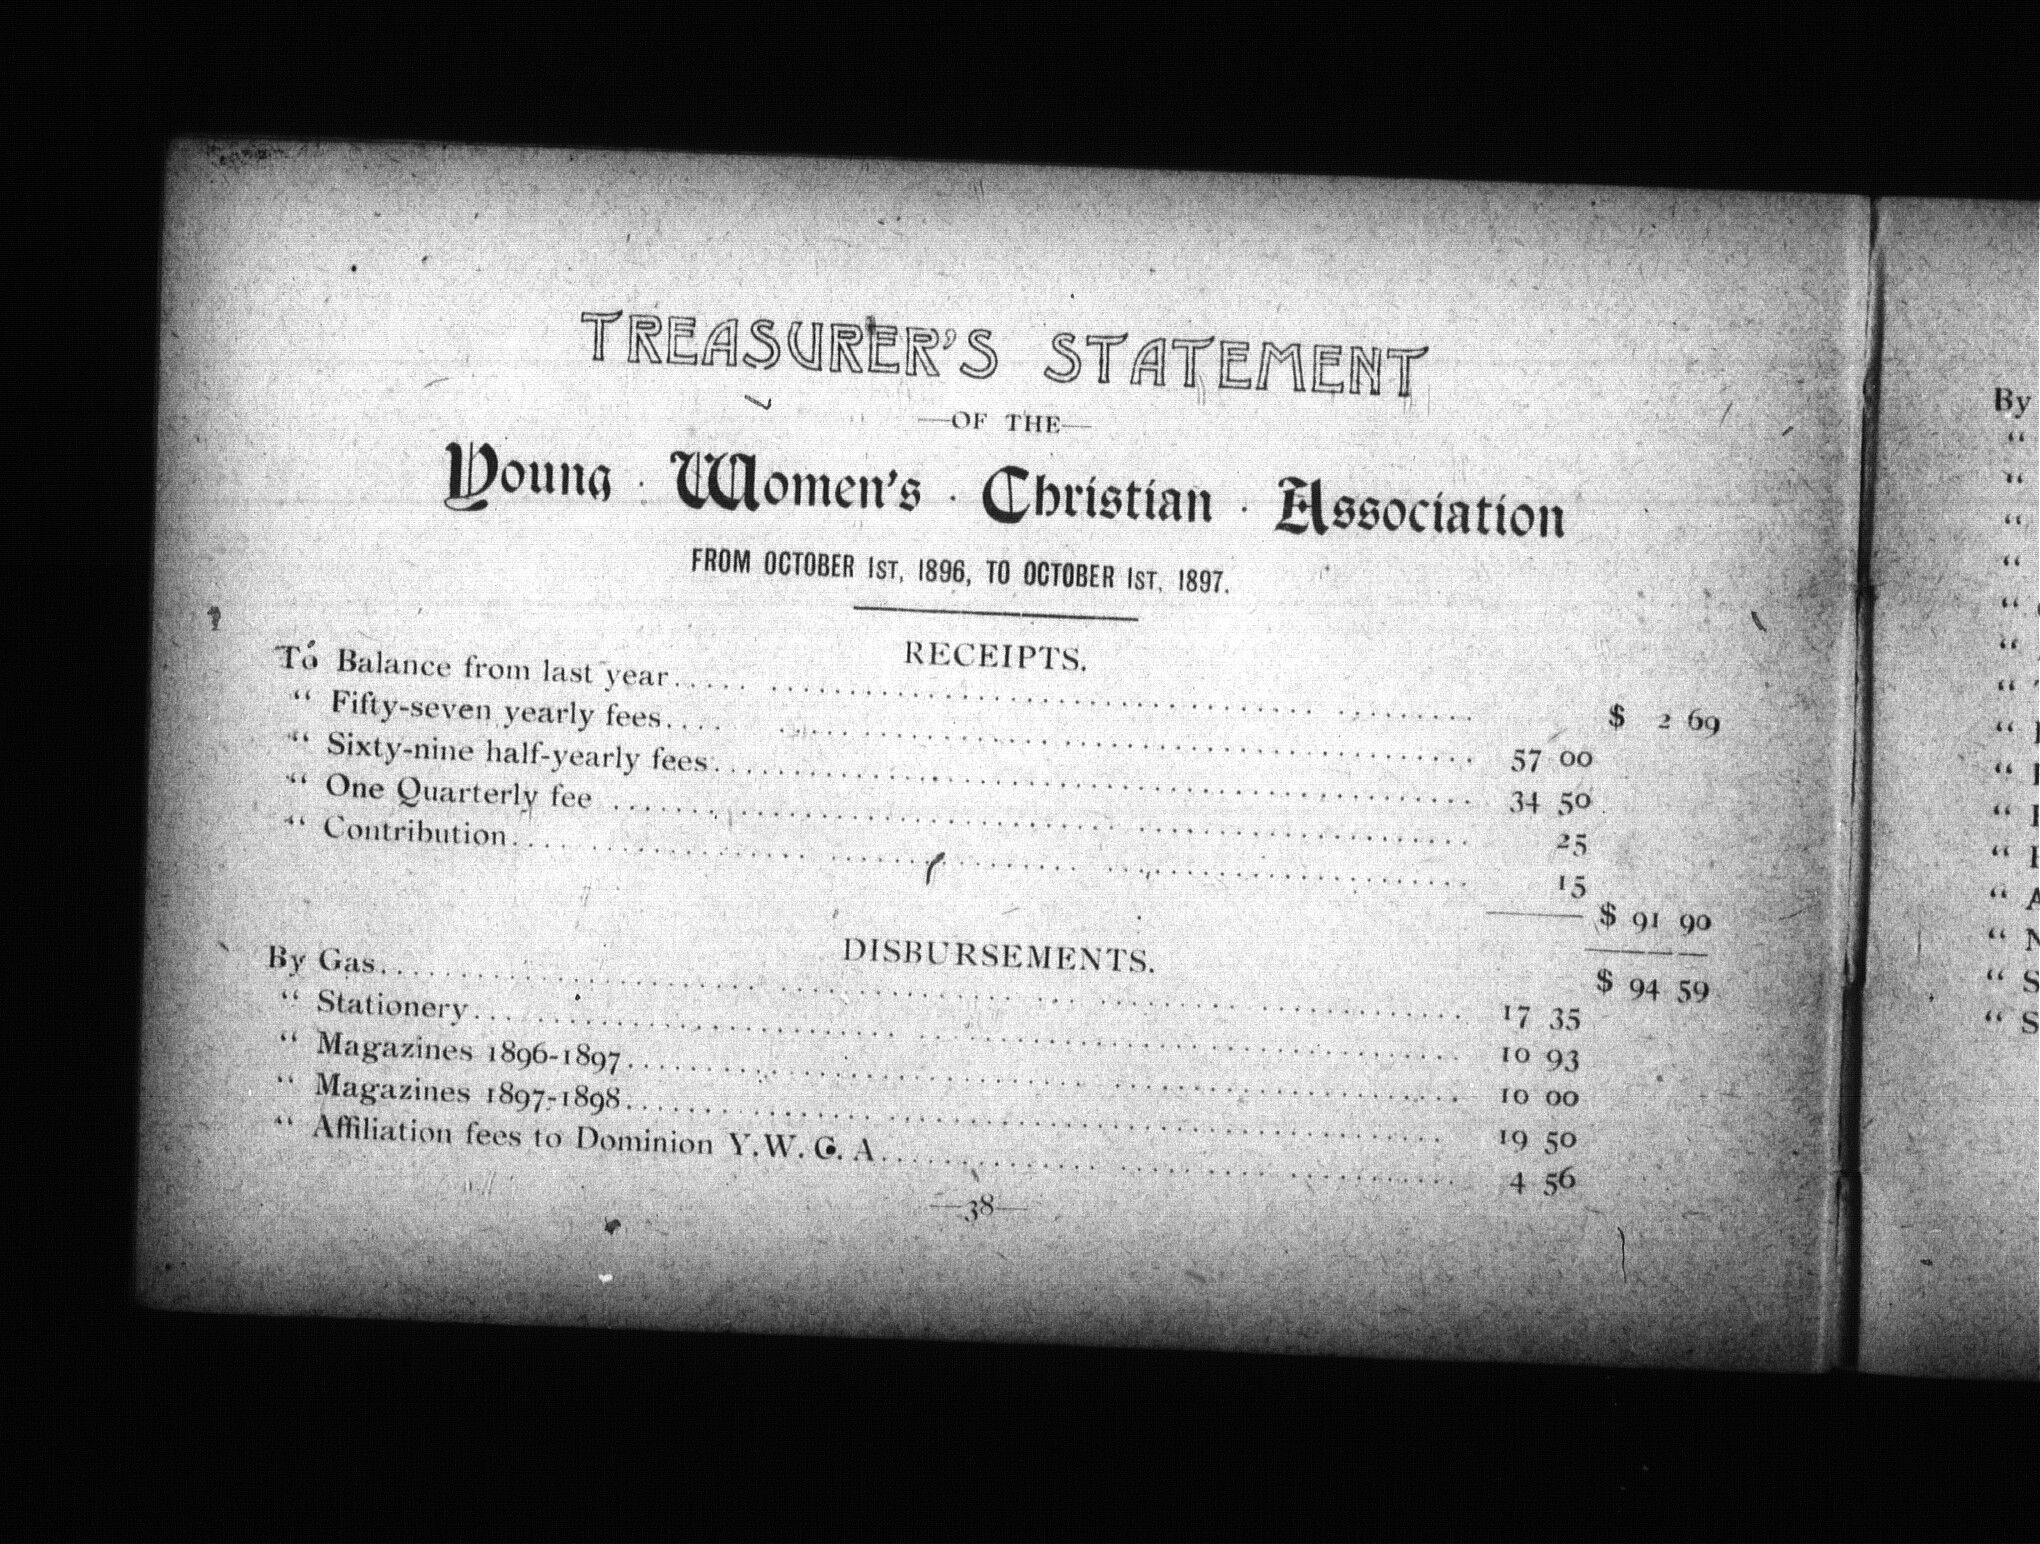 TREASURER'S STATEMENT
—OF THE—
Young · Women's · Christian · Association
FROM OCTOBER 1ST, 1896, TO OCTOBER 1ST, 1897.
RECEIPTS.
To Balance from last year..... $ 2 69
“ Fifty-seven yearly fees.... 57 00
“ Sixty-nine half-yearly fees.... 34 50
“ One Quarterly fee .... 25
“ Contribution.... 15
$ 91 90
$ 94 59
DISBURSEMENTS.
By Gas.... 17 35
“ Stationery.... 10 93
“ Magazines 1896-1897.... 10 00
“ Magazines 1897-1898.... 19 50
“ Affiliation fees to Dominion Y.W.C.A.... 4 56
—38—
By